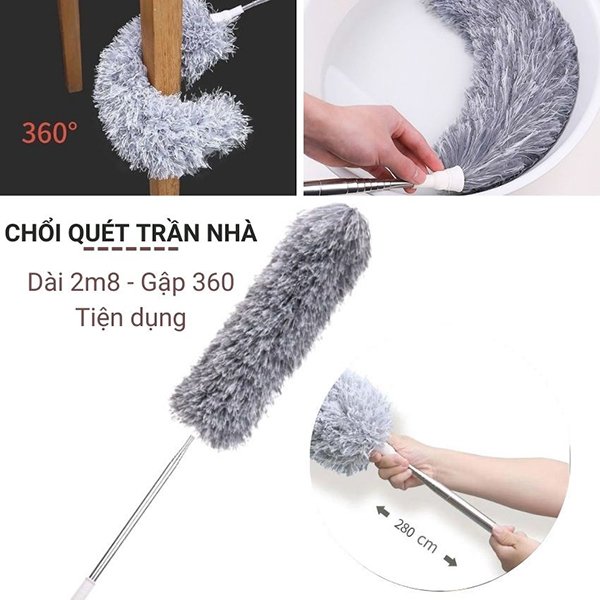 360°
CHỔI QUÉT TRẦN NHÀ
Dài 2m8 - Gập 360
Tiện dụng
280 cm